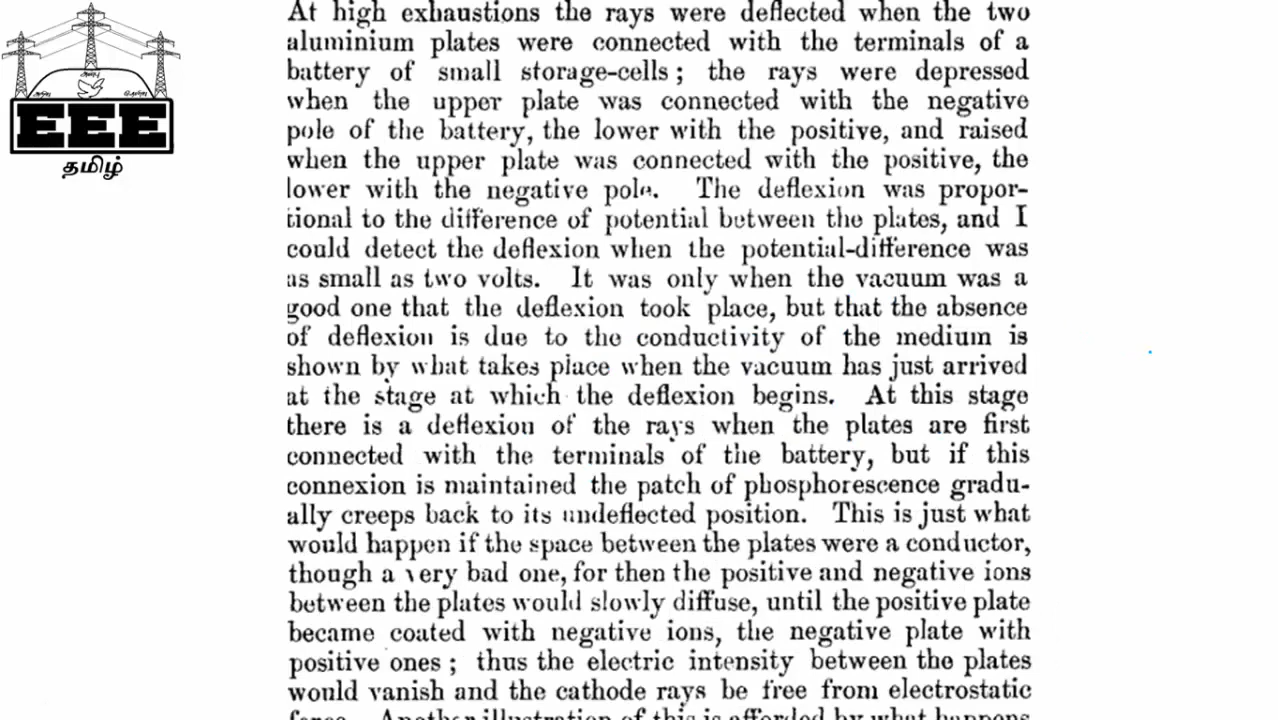 அன்பு
அறிவு
தெளிவு
EEE
தமிழ்
At high exhaustions the rays were deflected when the two
aluminium plates were connected with the terminals of a
battery of small storage-cells; the rays were depressed
when the upper plate was connected with the negative
pole of the battery, the lower with the positive, and raised
when the upper plate was connected with the positive, the
lower with the negative pole. The deflexion was propor-
tional to the difference of potential between the plates, and I
could detect the deflexion when the potential-difference was
as small as two volts. It was only when the vacuum was a
good one that the deflexion took place, but that the absence
of deflexion is due to the conductivity of the medium is
shown by what takes place when the vacuum has just arrived
at the stage at which the deflexion begins. At this stage
there is a deflexion of the rays when the plates are first
connected with the terminals of the battery, but if this
connexion is maintained the patch of phosphorescence gradu-
ally creeps back to its undeflected position. This is just what
would happen if the space between the plates were a conductor,
though a very bad one, for then the positive and negative ions
between the plates would slowly diffuse, until the positive plate
became coated with negative ions, the negative plate with
positive ones; thus the electric intensity between the plates
would vanish and the cathode rays be free from electrostatic
force. Another illustration of this is afforded by what happens